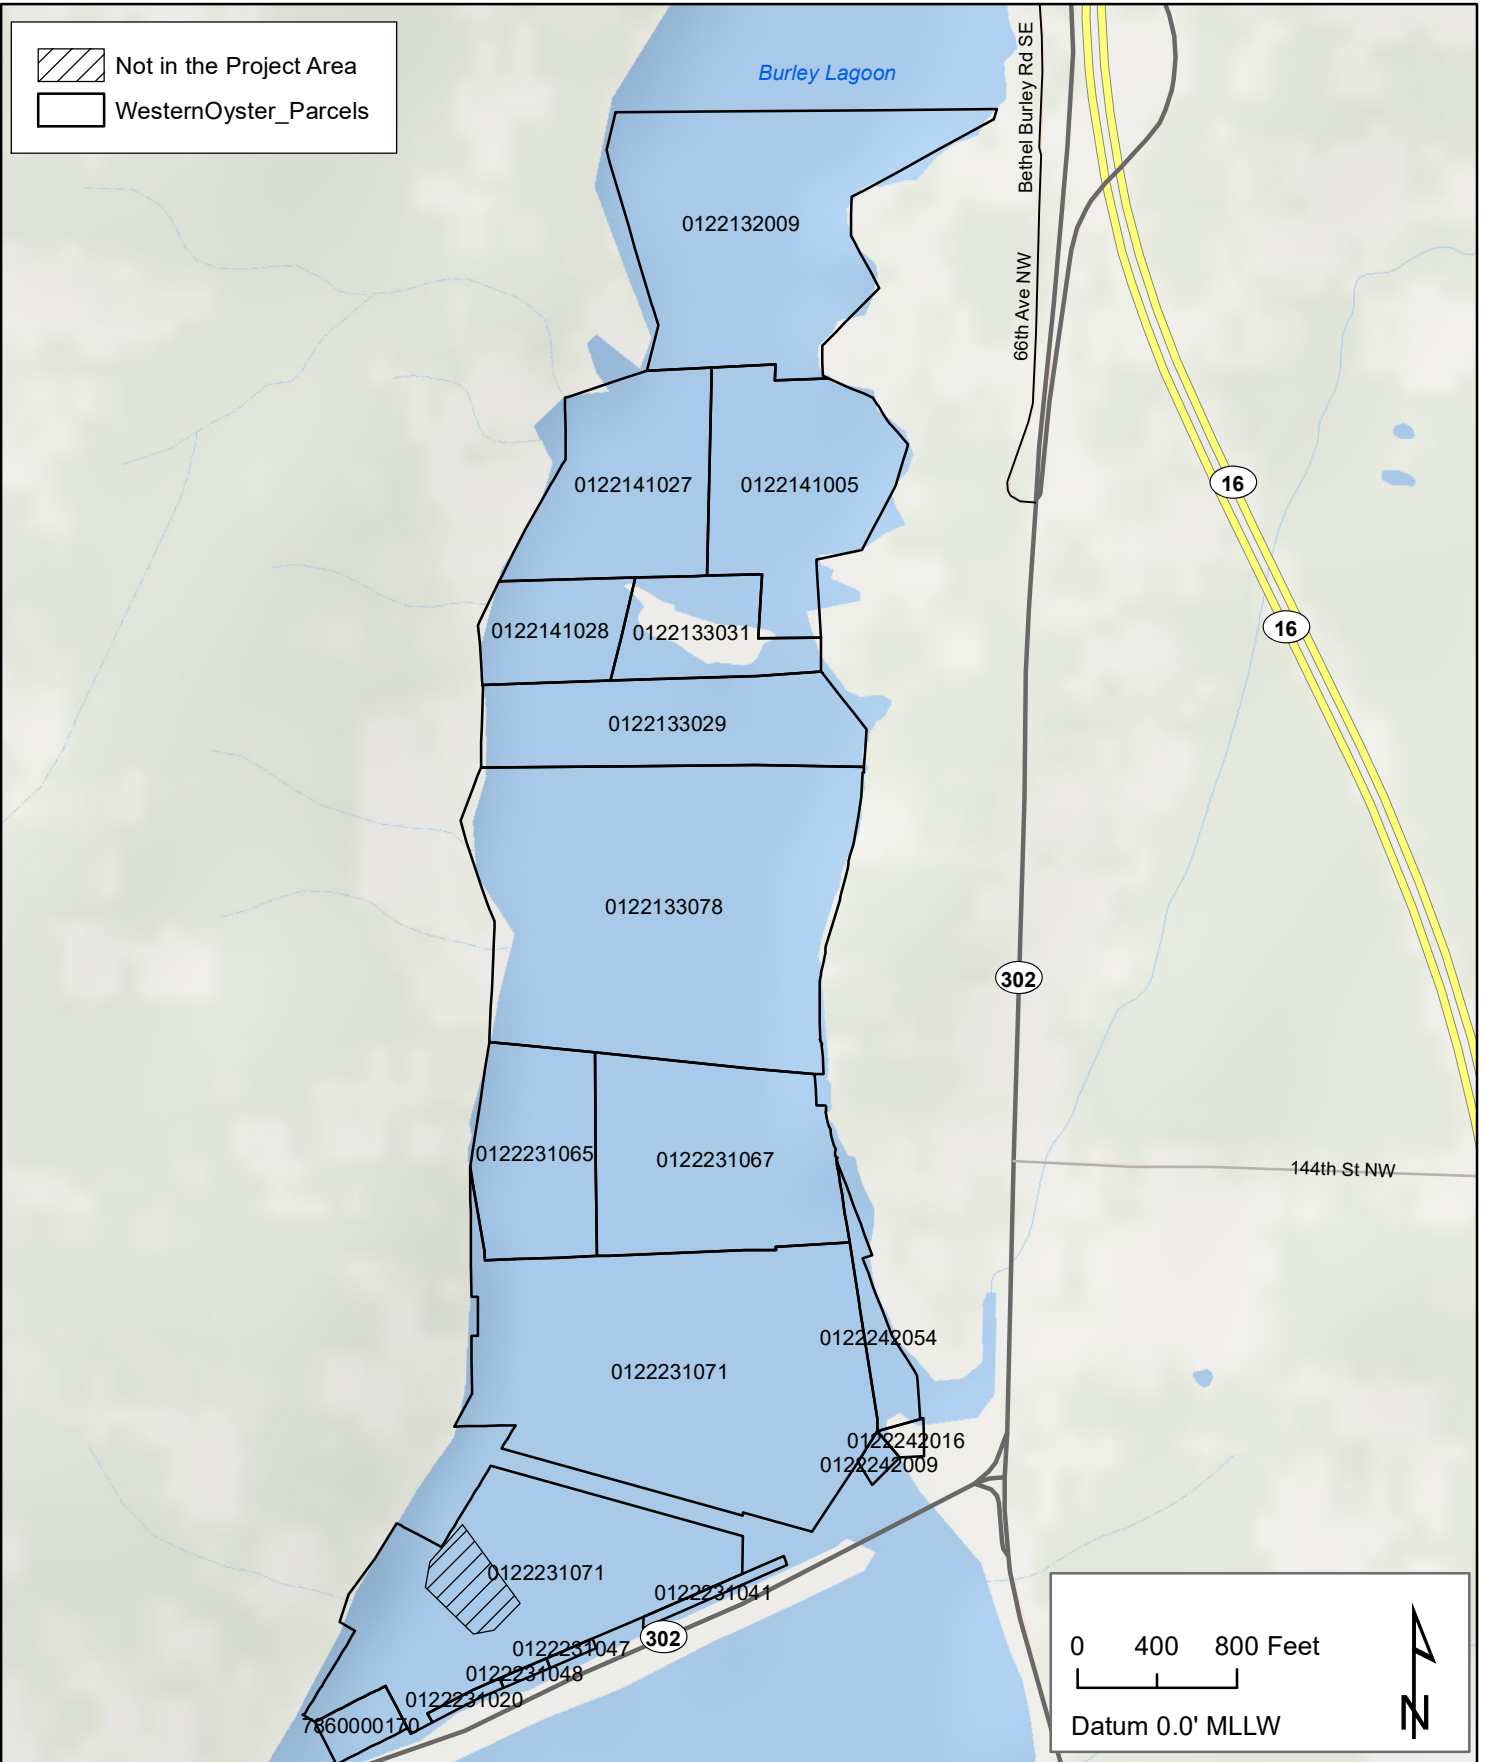 Not in the Project Area
WesternOyster_Parcels
Burley Lagoon
Bethel Burley Rd SE
66th Ave NW
0122132009
0122141027
0122141005
16
16
0122141028
0122133031
0122133029
0122133078
302
0122231065
0122231067
144th St NW
0122242054
0122231071
0122242016
0122242009
0122231071
0122231041
302
0122231047
0122231048
0122231020
7860000170
0 400 800 Feet
Datum 0.0' MLLW
N